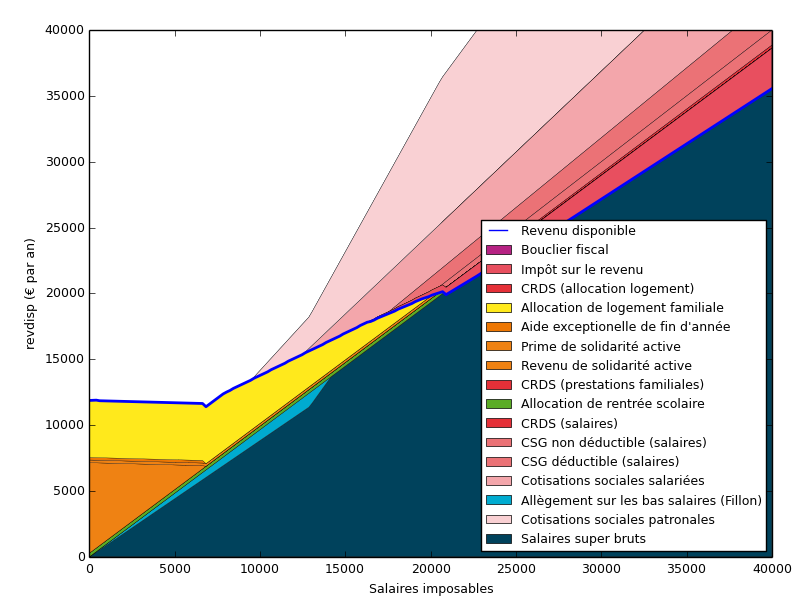 40000
35000
30000
25000
20000
15000
10000
5000
0
revdisp (€ par an)
0 5000 10000 15000 20000 25000 30000 35000 40000
Salaires imposables
Revenu disponible
Bouclier fiscal
Impôt sur le revenu
CRDS (allocation logement)
Allocation de logement familiale
Aide exceptionelle de fin d'année
Prime de solidarité active
Revenu de solidarité active
CRDS (prestations familiales)
Allocation de rentrée scolaire
CRDS (salaires)
CSG non déductible (salaires)
CSG déductible (salaires)
Cotisations sociales salariées
Allègement sur les bas salaires (Fillon)
Cotisations sociales patronales
Salaires super bruts